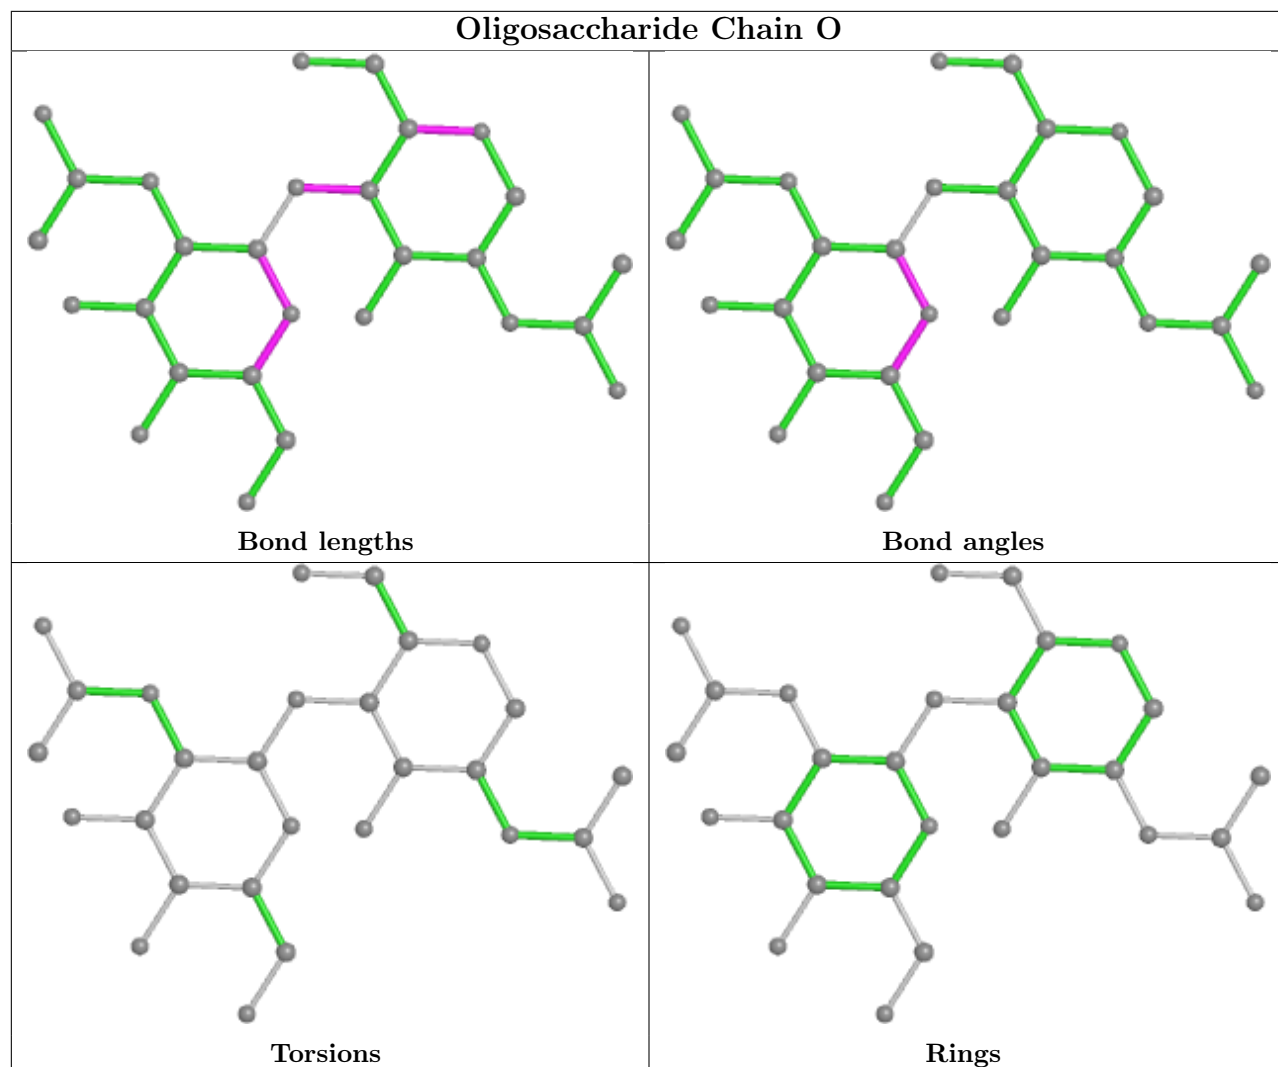 Oligosaccharide Chain O
Bond lengths
Bond angles
Torsions
Rings